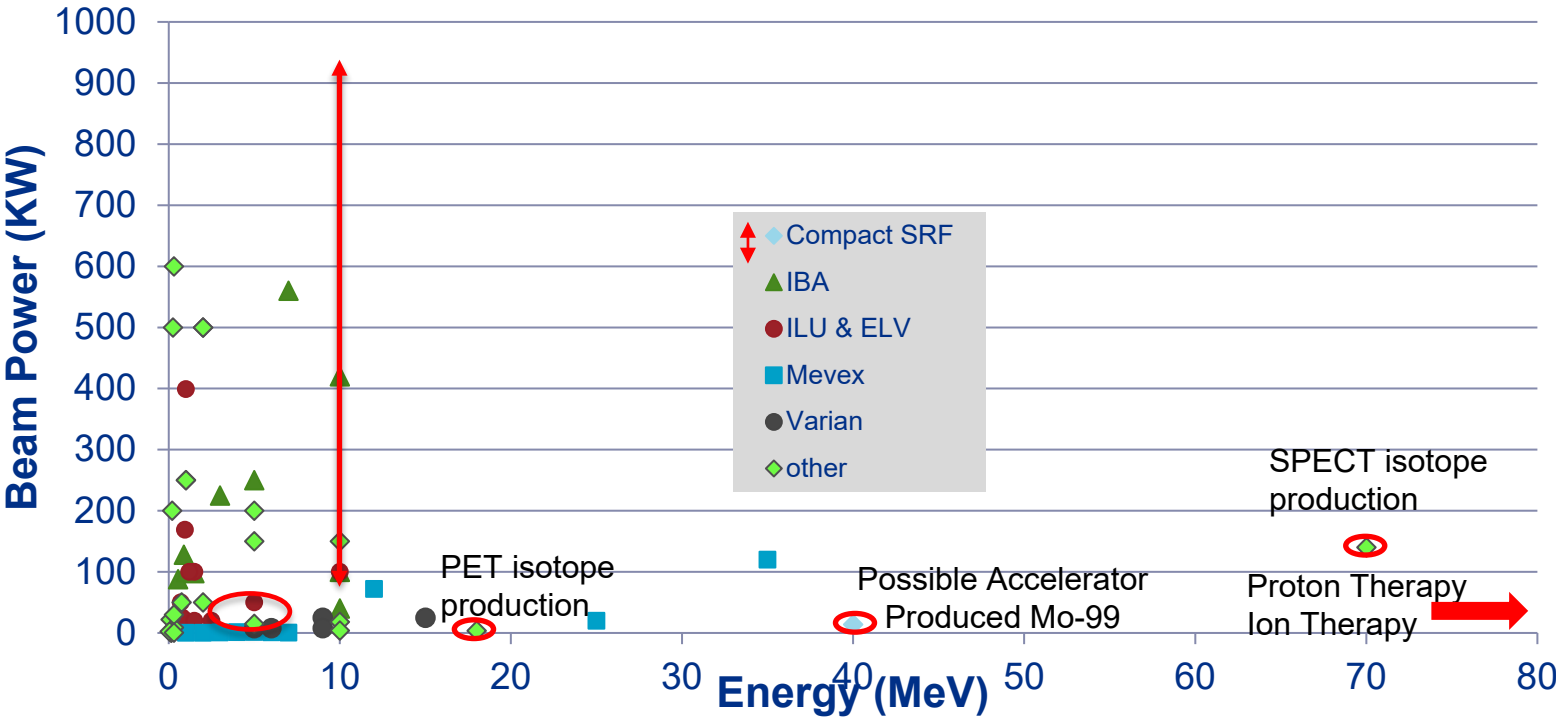 1000
900
800
700
600
500
400
300
200
100
0
Beam Power (KW)
Compact SRF
IBA
ILU & ELV
Mevex
Varian
other
SPECT isotope
production
PET isotope
production
Possible Accelerator
Produced Mo-99
Proton Therapy
Ion Therapy
0
10
20
30
40
50
60
70
80
Energy (MeV)